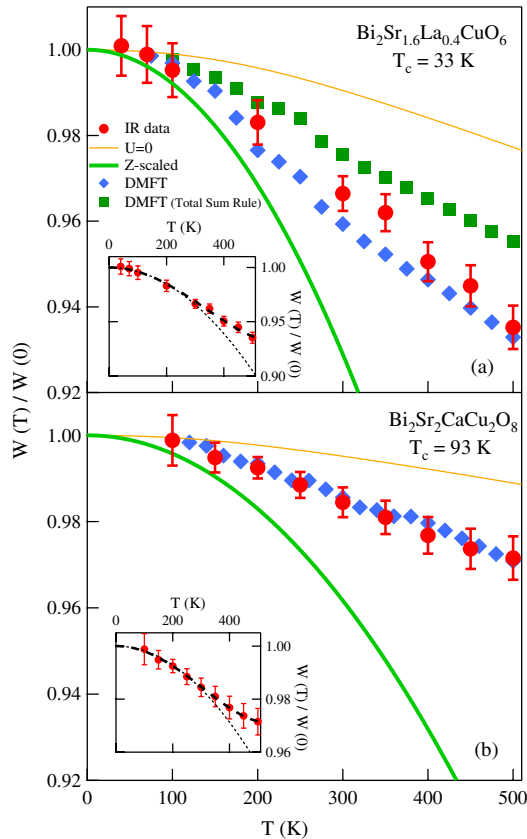 Bi2Sr1.6La0.4CuO6
Tc = 33 K
1.00
0.98
0.96
0.94
0.92
IR data
U=0
Z-scaled
DMFT
DMFT (Total Sum Rule)
T (K)
0 200 400
1.00
0.95
0.90
W (T) / W (0)
(a)
W (T) / W (0)
Bi2Sr2CaCu2O8
Tc = 93 K
1.00
0.98
0.96
0.94
0.92
T (K)
0 200 400
1.00
0.98
0.96
W (T) / W (0)
(b)
0 100 200 300 400 500
T (K)